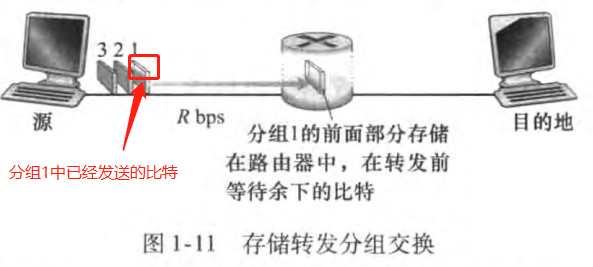 3 2 1
源
R bps
目的地
分组1的前面部分存储
在路由器中，在转发前
等待余下的比特
分组1中已经发送的比特
图 1-11 存储转发分组交换